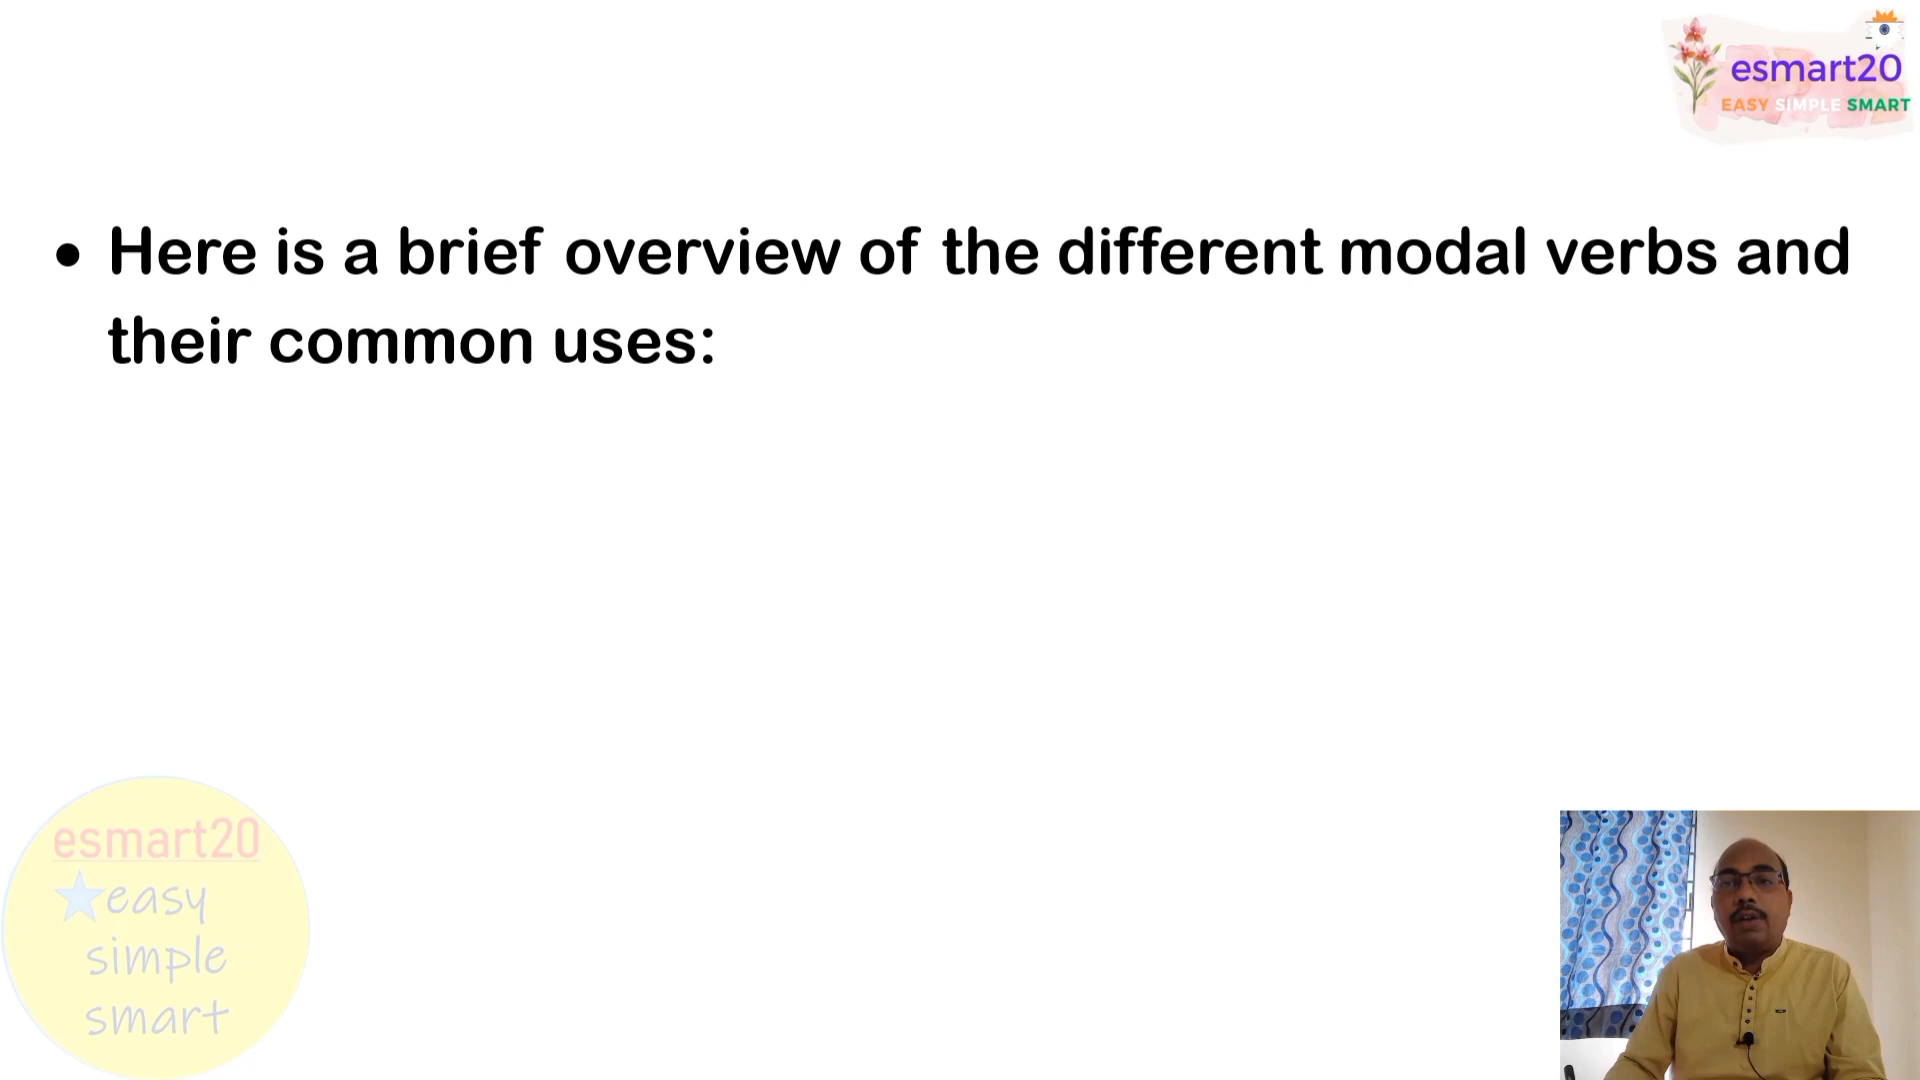 esmart20
EASY SIMPLE SMART
• Here is a brief overview of the different modal verbs and
their common uses:
esmart20
easy
simple
smart